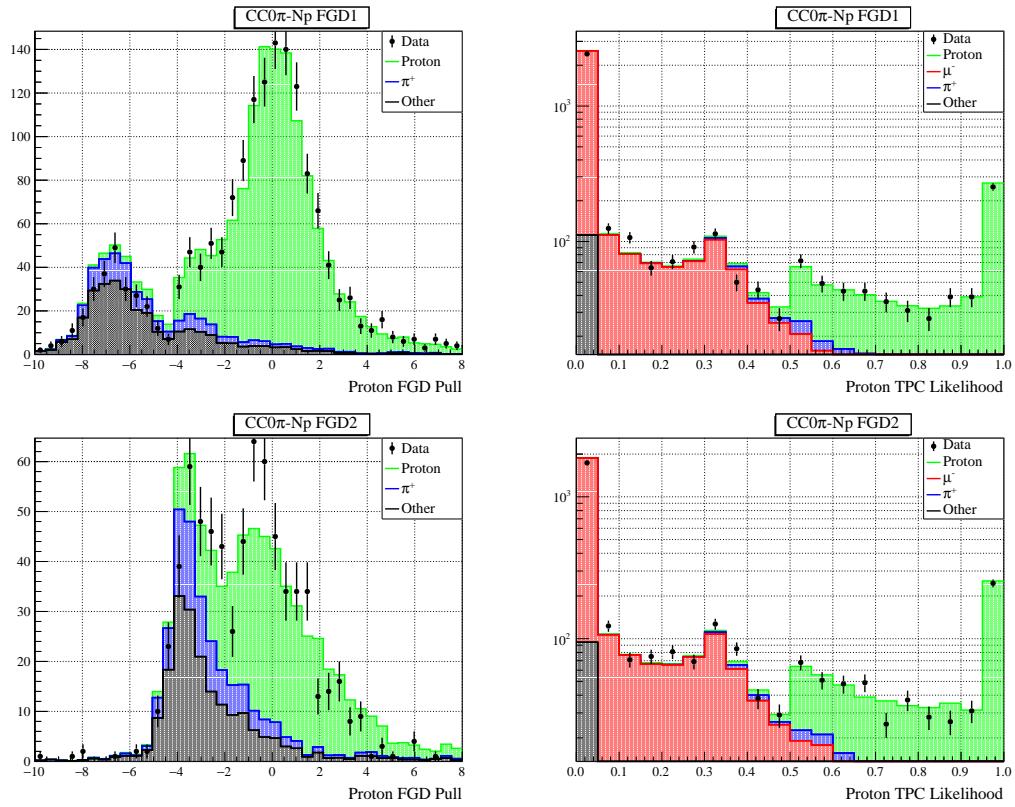 CC0π-Np FGD1
Data
Proton
π⁺
Other
140
120
100
80
60
40
20
0
−10 −8 −6 −4 −2 0 2 4 6 8
Proton FGD Pull
CC0π-Np FGD1
Data
Proton
μ⁻
π⁺
Other
10³
10²
0.0 0.1 0.2 0.3 0.4 0.5 0.6 0.7 0.8 0.9 1.0
Proton TPC Likelihood
CC0π-Np FGD2
Data
Proton
π⁺
Other
60
50
40
30
20
10
0
−10 −8 −6 −4 −2 0 2 4 6 8
Proton FGD Pull
CC0π-Np FGD2
Data
Proton
μ⁻
π⁺
Other
10³
10²
0.0 0.1 0.2 0.3 0.4 0.5 0.6 0.7 0.8 0.9 1.0
Proton TPC Likelihood